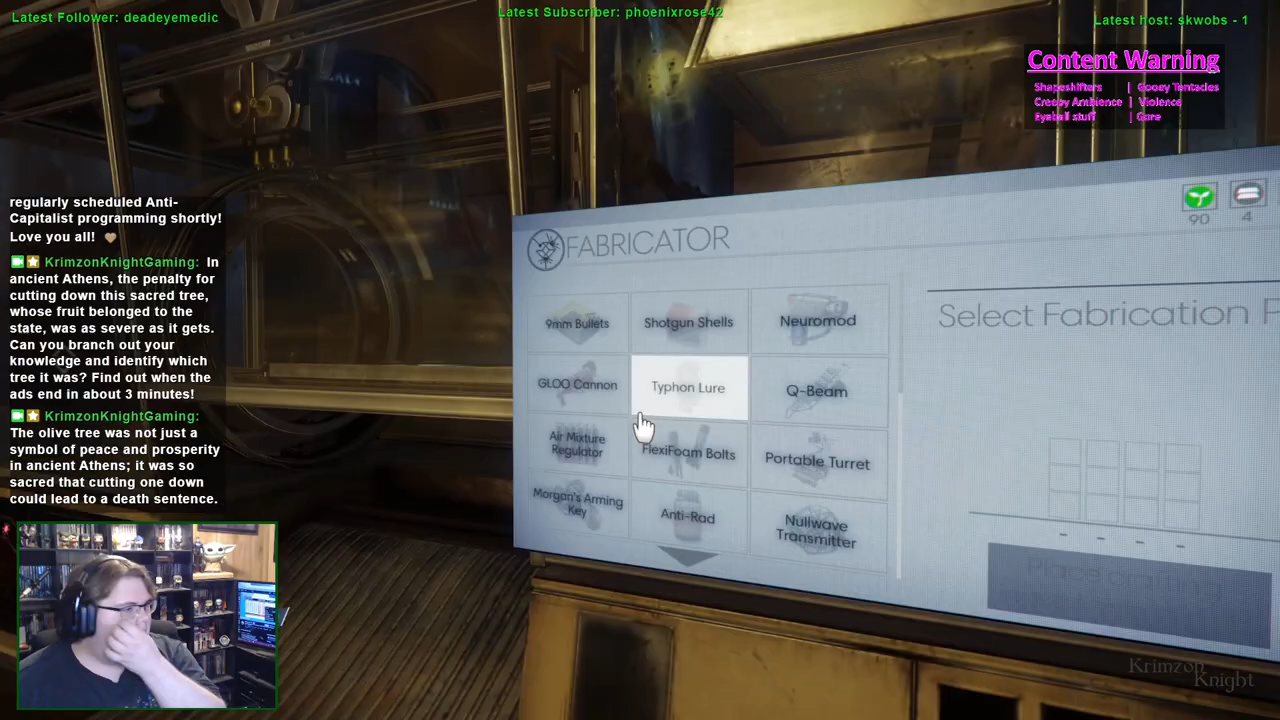 Latest Follower: deadeyemedic
Latest Subscriber: phoenixrose42
Latest host: skwobs - 1
Content Warning
Shapeshifters | Gooey Tentacles
Creepy Ambience | Violence
Eyeball stuff | Gore
regularly scheduled Anti-
Capitalist programming shortly!
Love you all!
KrimzonKnightGaming: In
ancient Athens, the penalty for
cutting down this sacred tree,
whose fruit belonged to the
state, was as severe as it gets.
Can you branch out your
knowledge and identify which
tree it was? Find out when the
ads end in about 3 minutes!
KrimzonKnightGaming:
The olive tree was not just a
symbol of peace and prosperity
in ancient Athens; it was so
sacred that cutting one down
could lead to a death sentence.
FABRICATOR
90
4
9mm Bullets
Shotgun Shells
Neuromod
GLOO Cannon
Typhon Lure
Q-Beam
Air Mixture
Regulator
FlexiFoam Bolts
Portable Turret
Morgan's Arming
Key
Anti-Rad
Nullwave
Transmitter
Select Fabrication P
Krimzon
Knight